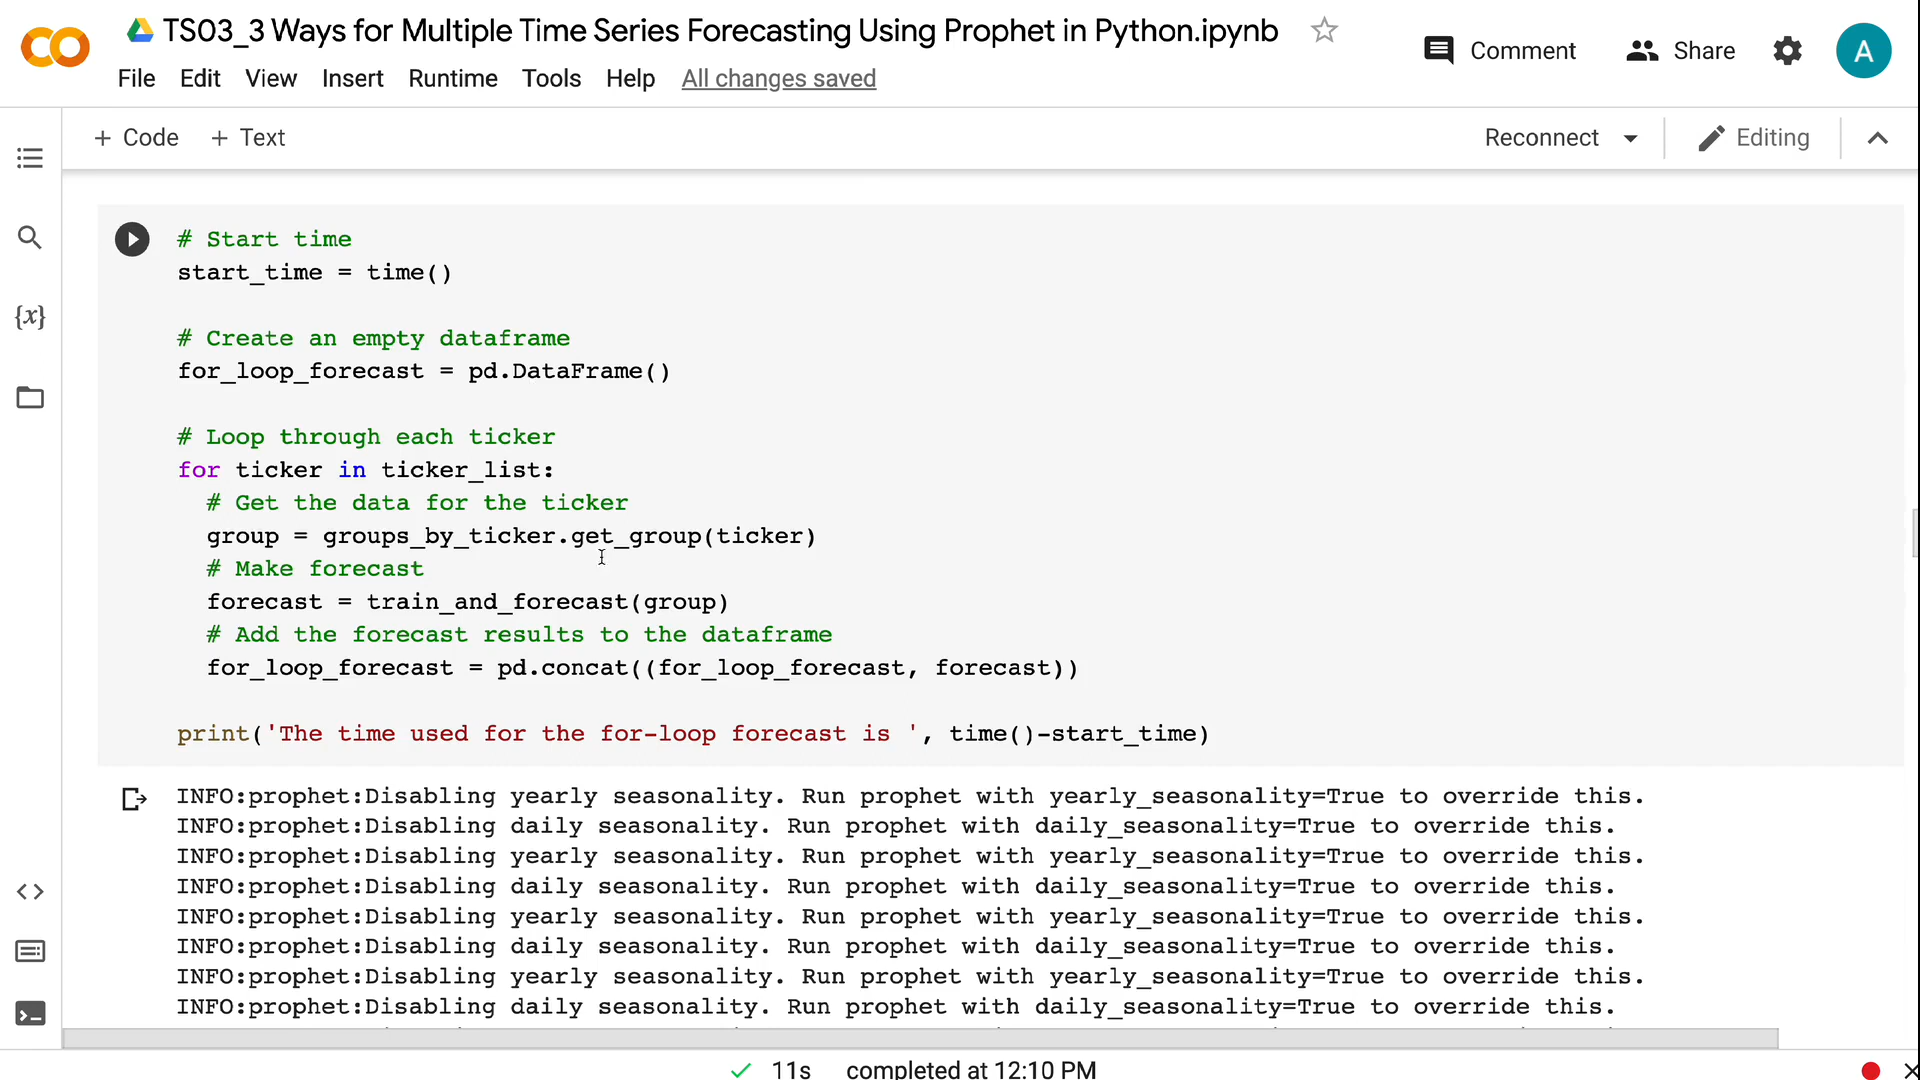 TS03_3 Ways for Multiple Time Series Forecasting Using Prophet in Python.ipynb
Comment
Share
A
File Edit View Insert Runtime Tools Help All changes saved
+ Code + Text
Reconnect
Editing
{x}
# Start time
start_time = time()
# Create an empty dataframe
for_loop_forecast = pd.DataFrame()
# Loop through each ticker
for ticker in ticker_list:
# Get the data for the ticker
group = groups_by_ticker.get_group(ticker)
# Make forecast
forecast = train_and_forecast(group)
# Add the forecast results to the dataframe
for_loop_forecast = pd.concat((for_loop_forecast, forecast))
print('The time used for the for-loop forecast is ', time()-start_time)
INFO:prophet:Disabling yearly seasonality. Run prophet with yearly_seasonality=True to override this.
INFO:prophet:Disabling daily seasonality. Run prophet with daily_seasonality=True to override this.
INFO:prophet:Disabling yearly seasonality. Run prophet with yearly_seasonality=True to override this.
INFO:prophet:Disabling daily seasonality. Run prophet with daily_seasonality=True to override this.
INFO:prophet:Disabling yearly seasonality. Run prophet with yearly_seasonality=True to override this.
INFO:prophet:Disabling daily seasonality. Run prophet with daily_seasonality=True to override this.
INFO:prophet:Disabling yearly seasonality. Run prophet with yearly_seasonality=True to override this.
INFO:prophet:Disabling daily seasonality. Run prophet with daily_seasonality=True to override this.
11s completed at 12:10 PM